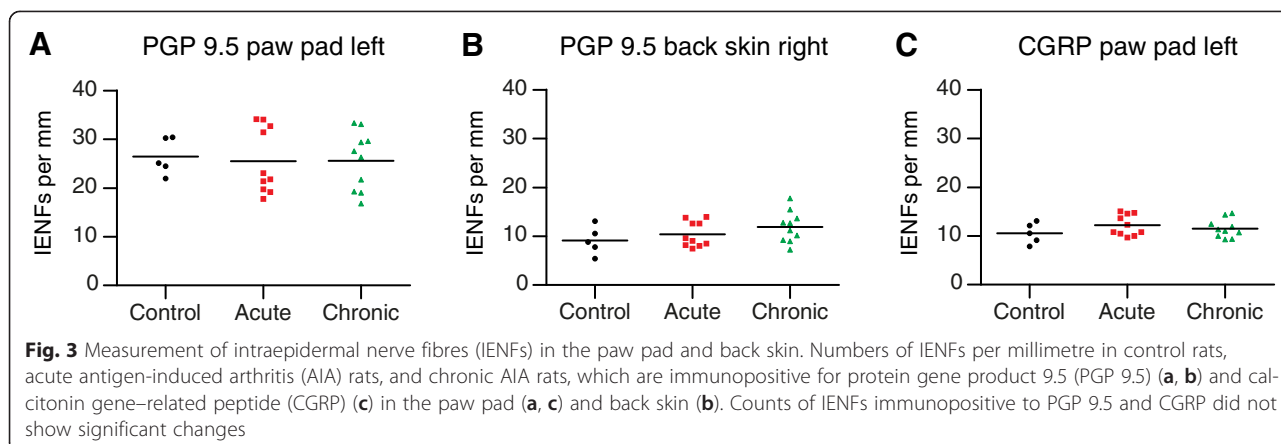 A PGP 9.5 paw pad left
B PGP 9.5 back skin right
C CGRP paw pad left
IENFs per mm
40
30
20
10
0
Control Acute Chronic
IENFs per mm
40
30
20
10
0
Control Acute Chronic
IENFs per mm
40
30
20
10
0
Control Acute Chronic
Fig. 3 Measurement of intraepidermal nerve fibres (IENFs) in the paw pad and back skin. Numbers of IENFs per millimetre in control rats,
acute antigen-induced arthritis (AIA) rats, and chronic AIA rats, which are immunopositive for protein gene product 9.5 (PGP 9.5) (a, b) and cal-
citonin gene–related peptide (CGRP) (c) in the paw pad (a, c) and back skin (b). Counts of IENFs immunopositive to PGP 9.5 and CGRP did not
show significant changes